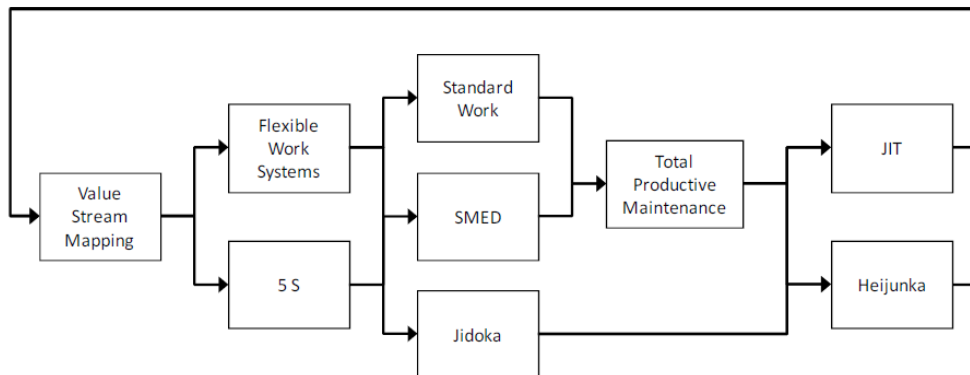 Value
Stream
Mapping
Flexible
Work
Systems
5 S
Standard
Work
SMED
Jidoka
Total
Productive
Maintenance
JIT
Heijunka